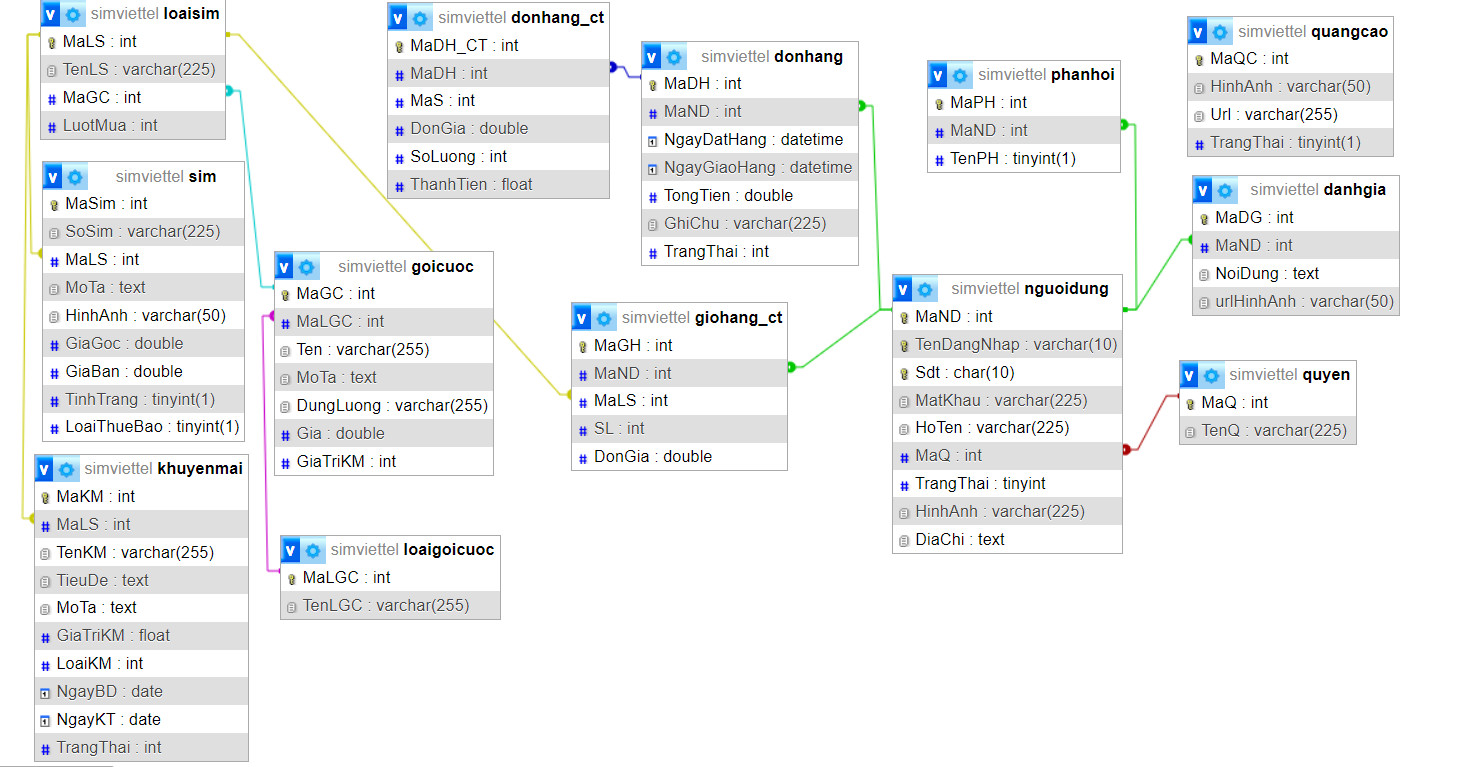 simviettel loaisim
MaLS : int
TenLS : varchar(225)
MaGC : int
LuotMua : int
simviettel sim
MaSim : int
SoSim : varchar(225)
MaLS : int
MoTa : text
HinhAnh : varchar(50)
GiaGoc : double
GiaBan : double
TinhTrang : tinyint(1)
LoaiThueBao : tinyint(1)
simviettel khuyenmai
MaKM : int
MaLS : int
TenKM : varchar(255)
TieuDe : text
MoTa : text
GiaTriKM : float
LoaiKM : int
NgayBD : date
NgayKT : date
TrangThai : int
simviettel donhang_ct
MaDH_CT : int
MaDH : int
MaS : int
DonGia : double
SoLuong : int
ThanhTien : float
simviettel goicuoc
MaGC : int
MaLGC : int
Ten : varchar(255)
MoTa : text
DungLuong : varchar(255)
Gia : double
GiaTriKM : int
simviettel loaigoicuoc
MaLGC : int
TenLGC : varchar(255)
simviettel donhang
MaDH : int
MaND : int
NgayDatHang : datetime
NgayGiaoHang : datetime
TongTien : double
GhiChu : varchar(225)
TrangThai : int
simviettel giohang_ct
MaGH : int
MaND : int
MaLS : int
SL : int
DonGia : double
simviettel phanhoi
MaPH : int
MaND : int
TenPH : tinyint(1)
simviettel nguoidung
MaND : int
TenDangNhap : varchar(10)
Sdt : char(10)
MatKhau : varchar(225)
HoTen : varchar(225)
MaQ : int
TrangThai : tinyint
HinhAnh : varchar(225)
DiaChi : text
simviettel quangcao
MaQC : int
HinhAnh : varchar(50)
Url : varchar(255)
TrangThai : tinyint(1)
simviettel danhgia
MaDG : int
MaND : int
NoiDung : text
urlHinhAnh : varchar(50)
simviettel quyen
MaQ : int
TenQ : varchar(225)